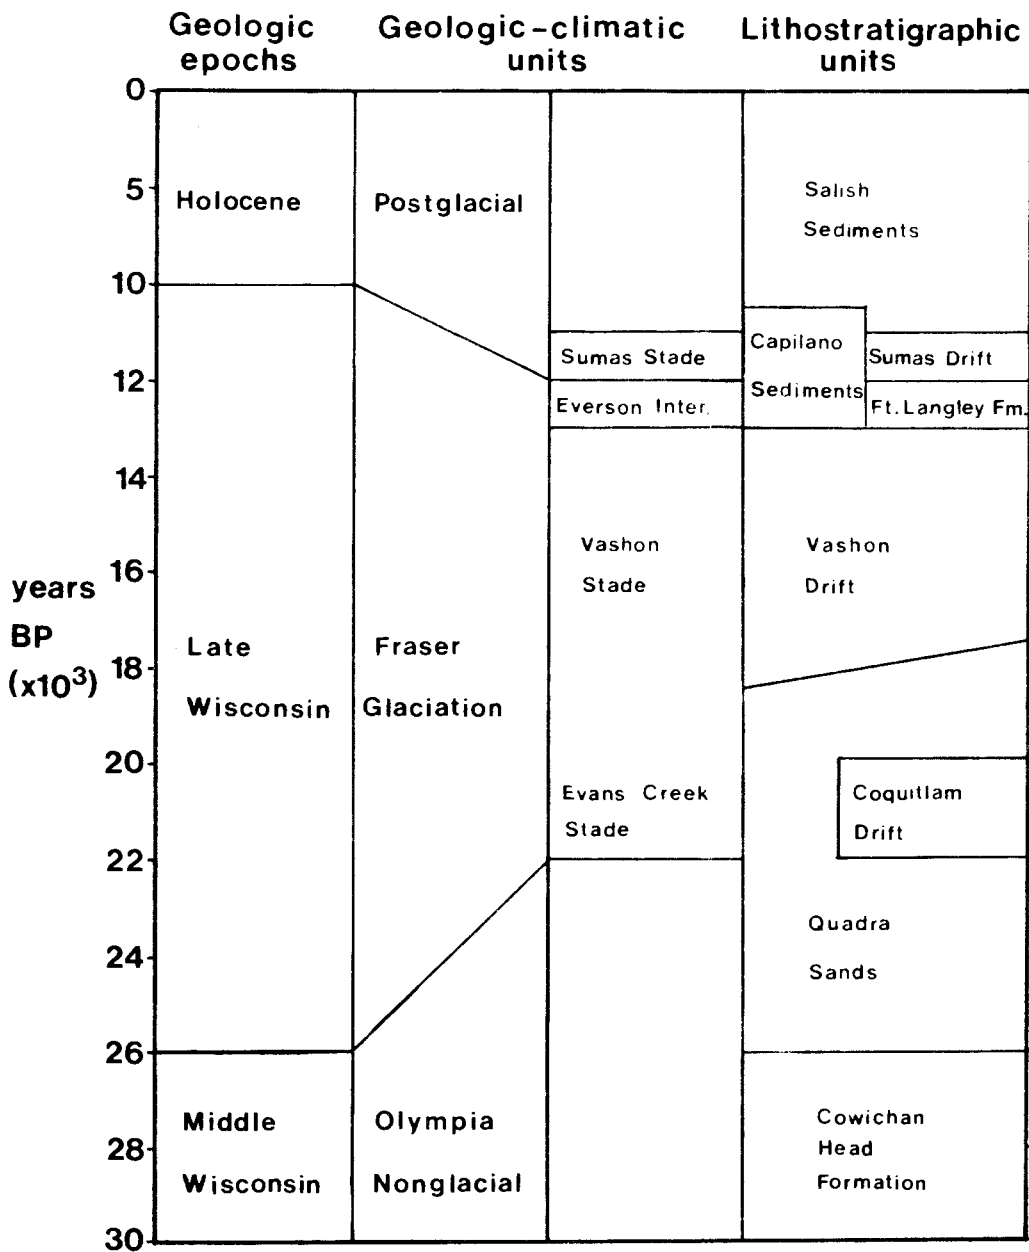 Geologic
epochs
Geologic-climatic
units
Lithostratigraphic
units
years
BP
(x10³)
0
5
10
12
14
16
18
20
22
24
26
28
30
Holocene
Late
Wisconsin
Middle
Wisconsin
Postglacial
Fraser
Glaciation
Olympia
Nonglacial
Sumas Stade
Everson Inter.
Vashon
Stade
Evans Creek
Stade
Salish
Sediments
Capilano
Sediments
Sumas Drift
Ft. Langley Fm.
Vashon
Drift
Coquitlam
Drift
Quadra
Sands
Cowichan
Head
Formation